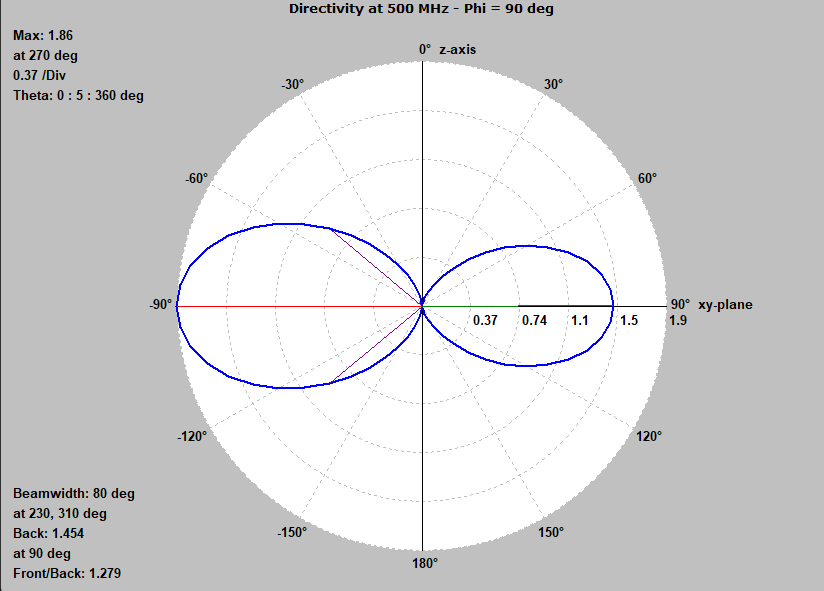 Directivity at 500 MHz - Phi = 90 deg
Max: 1.86
at 270 deg
0.37 /Div
Theta: 0 : 5 : 360 deg
0° z-axis
-30°
30°
-60°
60°
-90°
90° xy-plane
0.37
0.74
1.1
1.5
1.9
-120°
120°
-150°
150°
180°
Beamwidth: 80 deg
at 230, 310 deg
Back: 1.454
at 90 deg
Front/Back: 1.279